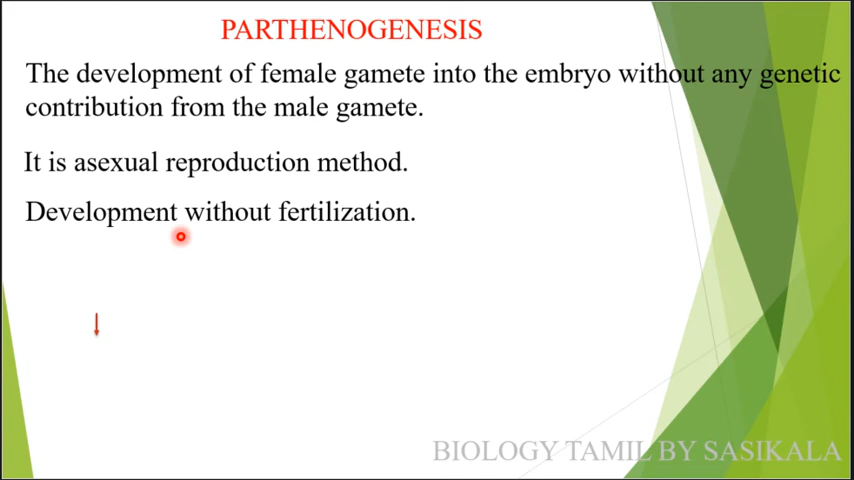 PARTHENOGENESIS
The development of female gamete into the embryo without any genetic
contribution from the male gamete.
It is asexual reproduction method.
Development without fertilization.
BIOLOGY TAMIL BY SASIKALA